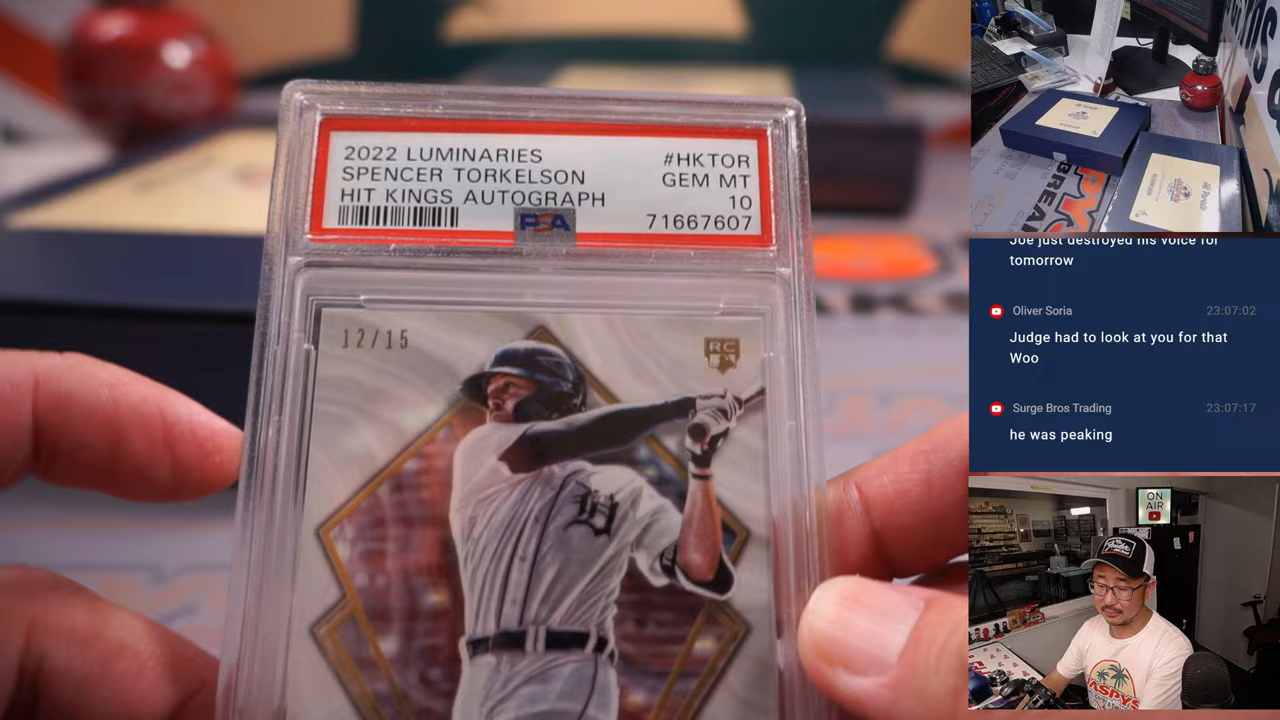 2022 LUMINARIES
SPENCER TORKELSON
HIT KINGS AUTOGRAPH
#HKTOR
GEM MT
10
71667607
PSA
12/15
RC
D
Joe just destroyed his voice for
tomorrow
Oliver Soria
23:07:02
Judge had to look at you for that
Woo
Surge Bros Trading
23:07:17
he was peaking
ON
AIR